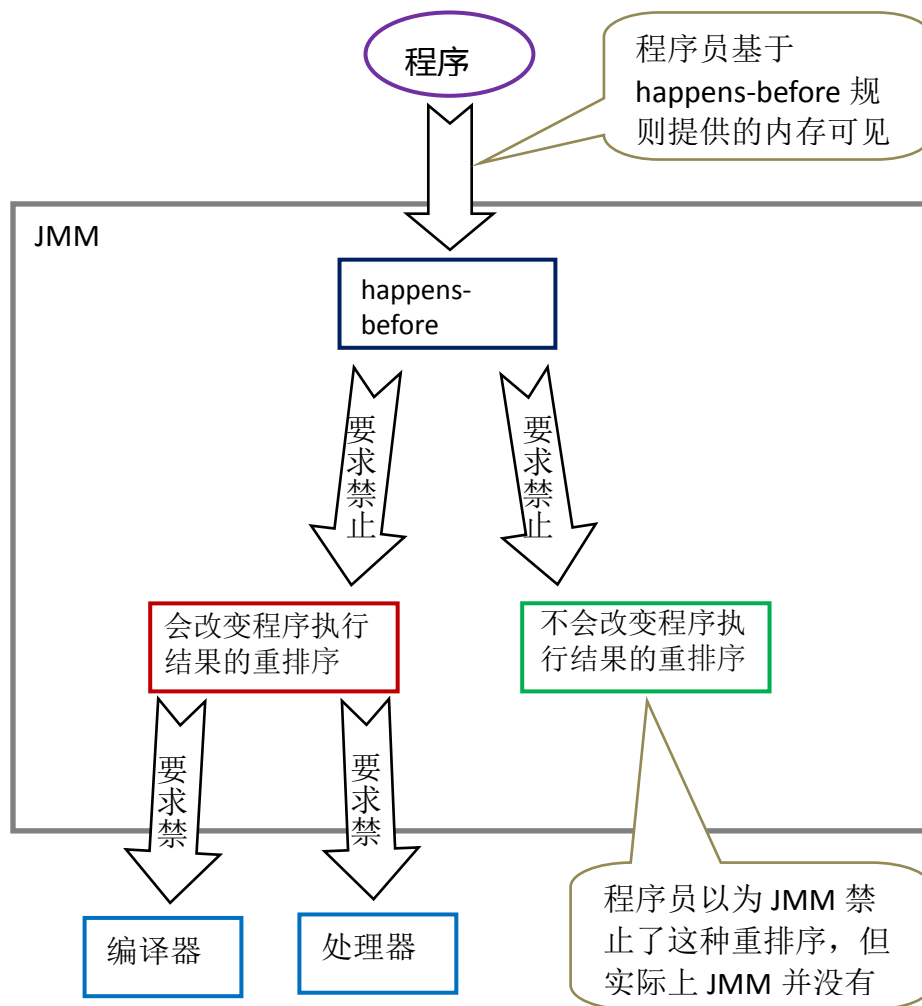 程序
程序员基于
happens-before 规
则提供的内存可见
JMM
happens-
before
要求禁止
要求禁止
会改变程序执行
结果的重排序
不会改变程序执
行结果的重排序
要求禁
要求禁
编译器
处理器
程序员以为 JMM 禁
止了这种重排序，但
实际上 JMM 并没有